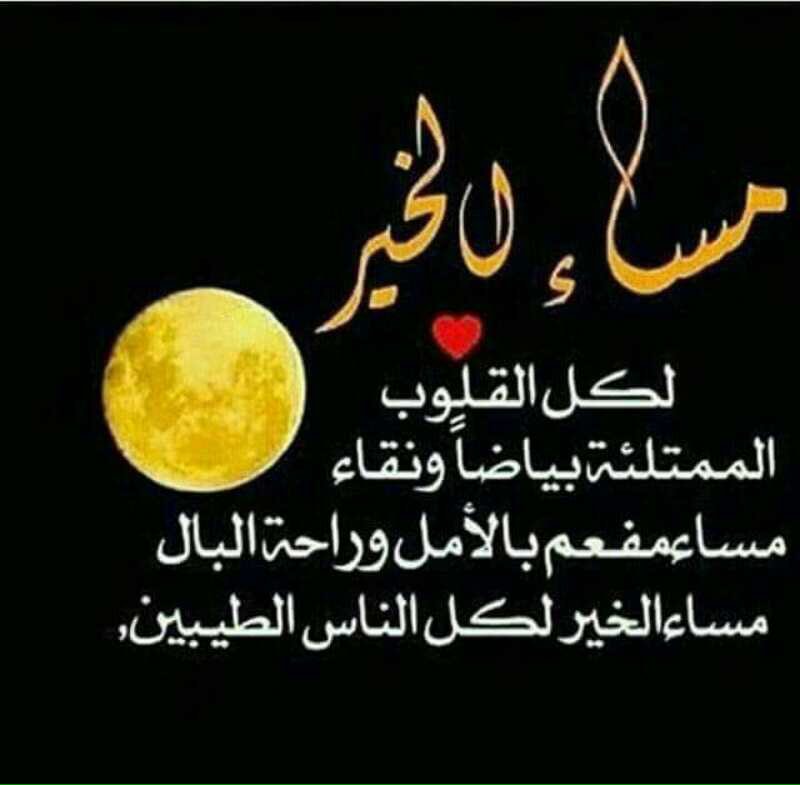 مساء الخير
لكل القلوب
الممتلئة بياضاً ونقاء
مساء مفعم بالأمل وراحة البال
مساء الخير لكل الناس الطيبين,